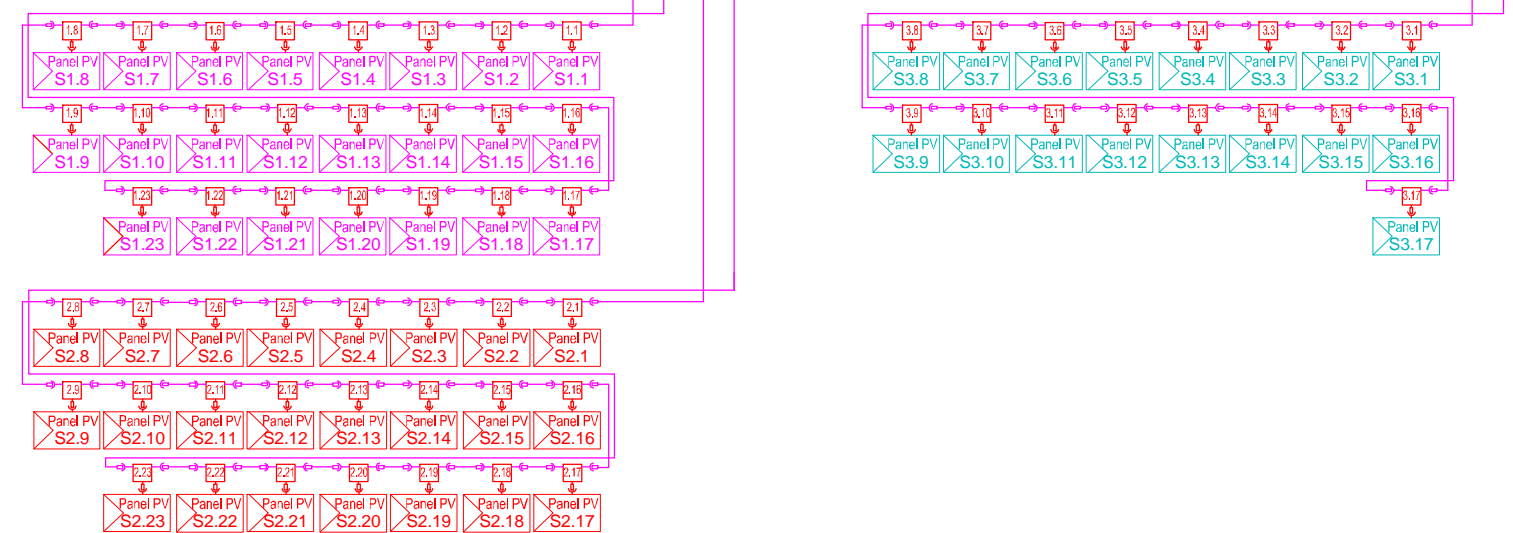 1.8 1.7 1.6 1.5 1.4 1.3 1.2 1.1
Panel PV Panel PV Panel PV Panel PV Panel PV Panel PV Panel PV Panel PV
S1.8 S1.7 S1.6 S1.5 S1.4 S1.3 S1.2 S1.1
1.9 1.10 1.11 1.12 1.13 1.14 1.15 1.16
Panel PV Panel PV Panel PV Panel PV Panel PV Panel PV Panel PV Panel PV
S1.9 S1.10 S1.11 S1.12 S1.13 S1.14 S1.15 S1.16
1.23 1.22 1.21 1.20 1.19 1.18 1.17
Panel PV Panel PV Panel PV Panel PV Panel PV Panel PV Panel PV
S1.23 S1.22 S1.21 S1.20 S1.19 S1.18 S1.17
2.8 2.7 2.6 2.5 2.4 2.3 2.2 2.1
Panel PV Panel PV Panel PV Panel PV Panel PV Panel PV Panel PV Panel PV
S2.8 S2.7 S2.6 S2.5 S2.4 S2.3 S2.2 S2.1
2.9 2.10 2.11 2.12 2.13 2.14 2.15 2.16
Panel PV Panel PV Panel PV Panel PV Panel PV Panel PV Panel PV Panel PV
S2.9 S2.10 S2.11 S2.12 S2.13 S2.14 S2.15 S2.16
2.23 2.22 2.21 2.20 2.19 2.18 2.17
Panel PV Panel PV Panel PV Panel PV Panel PV Panel PV Panel PV
S2.23 S2.22 S2.21 S2.20 S2.19 S2.18 S2.17
3.8 3.7 3.6 3.5 3.4 3.3 3.2 3.1
Panel PV Panel PV Panel PV Panel PV Panel PV Panel PV Panel PV Panel PV
S3.8 S3.7 S3.6 S3.5 S3.4 S3.3 S3.2 S3.1
3.9 3.10 3.11 3.12 3.13 3.14 3.15 3.16
Panel PV Panel PV Panel PV Panel PV Panel PV Panel PV Panel PV Panel PV
S3.9 S3.10 S3.11 S3.12 S3.13 S3.14 S3.15 S3.16
3.17
Panel PV
S3.17